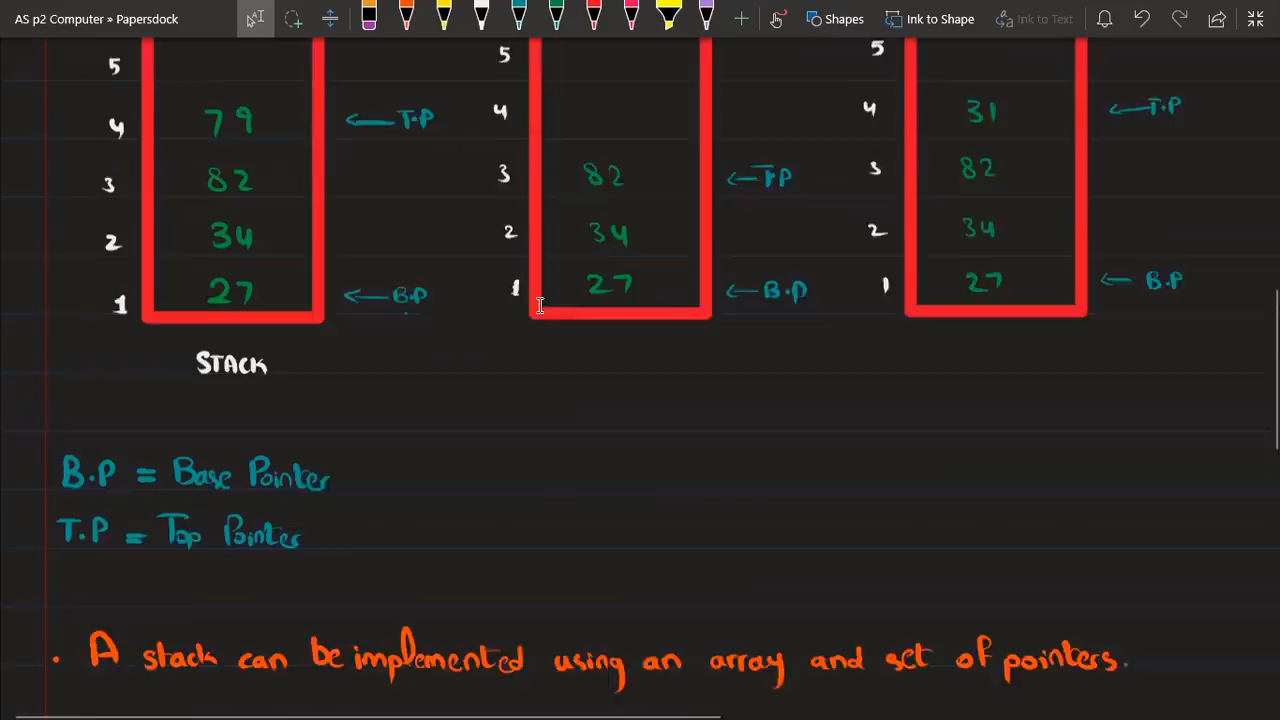 AS p2 Computer » Papersdock
Shapes
Ink to Shape
Ink to Text
5 5 5
4 79 ← T.P 4 4 31 ← T.P
3 82 3 82 ← T.P 3 82
2 34 2 34 2 34
1 27 ← B.P 1 27 ← B.P 1 27 ← B.P
STACK
B.P = Base Pointer
T.P = Top Pointer
. A stack can be implemented using an array and set of pointers.